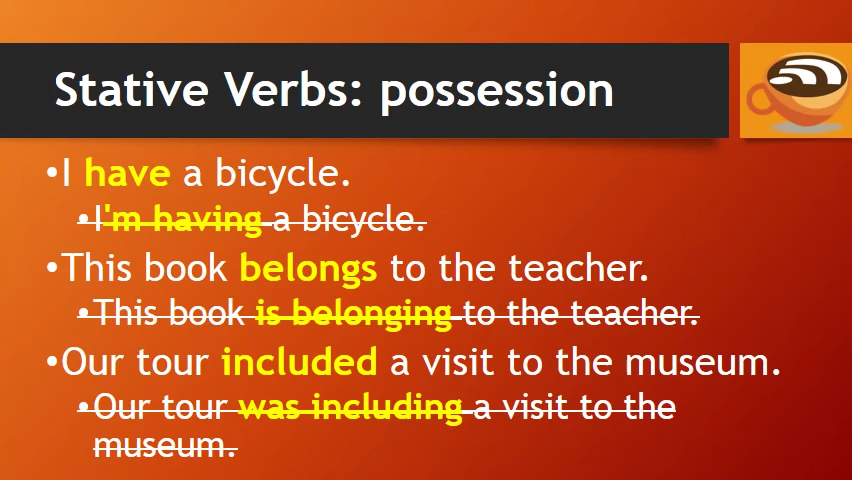 Stative Verbs: possession
•I have a bicycle.
•I'm having a bicycle.
•This book belongs to the teacher.
•This book is belonging to the teacher.
•Our tour included a visit to the museum.
•Our tour was including a visit to the
museum.